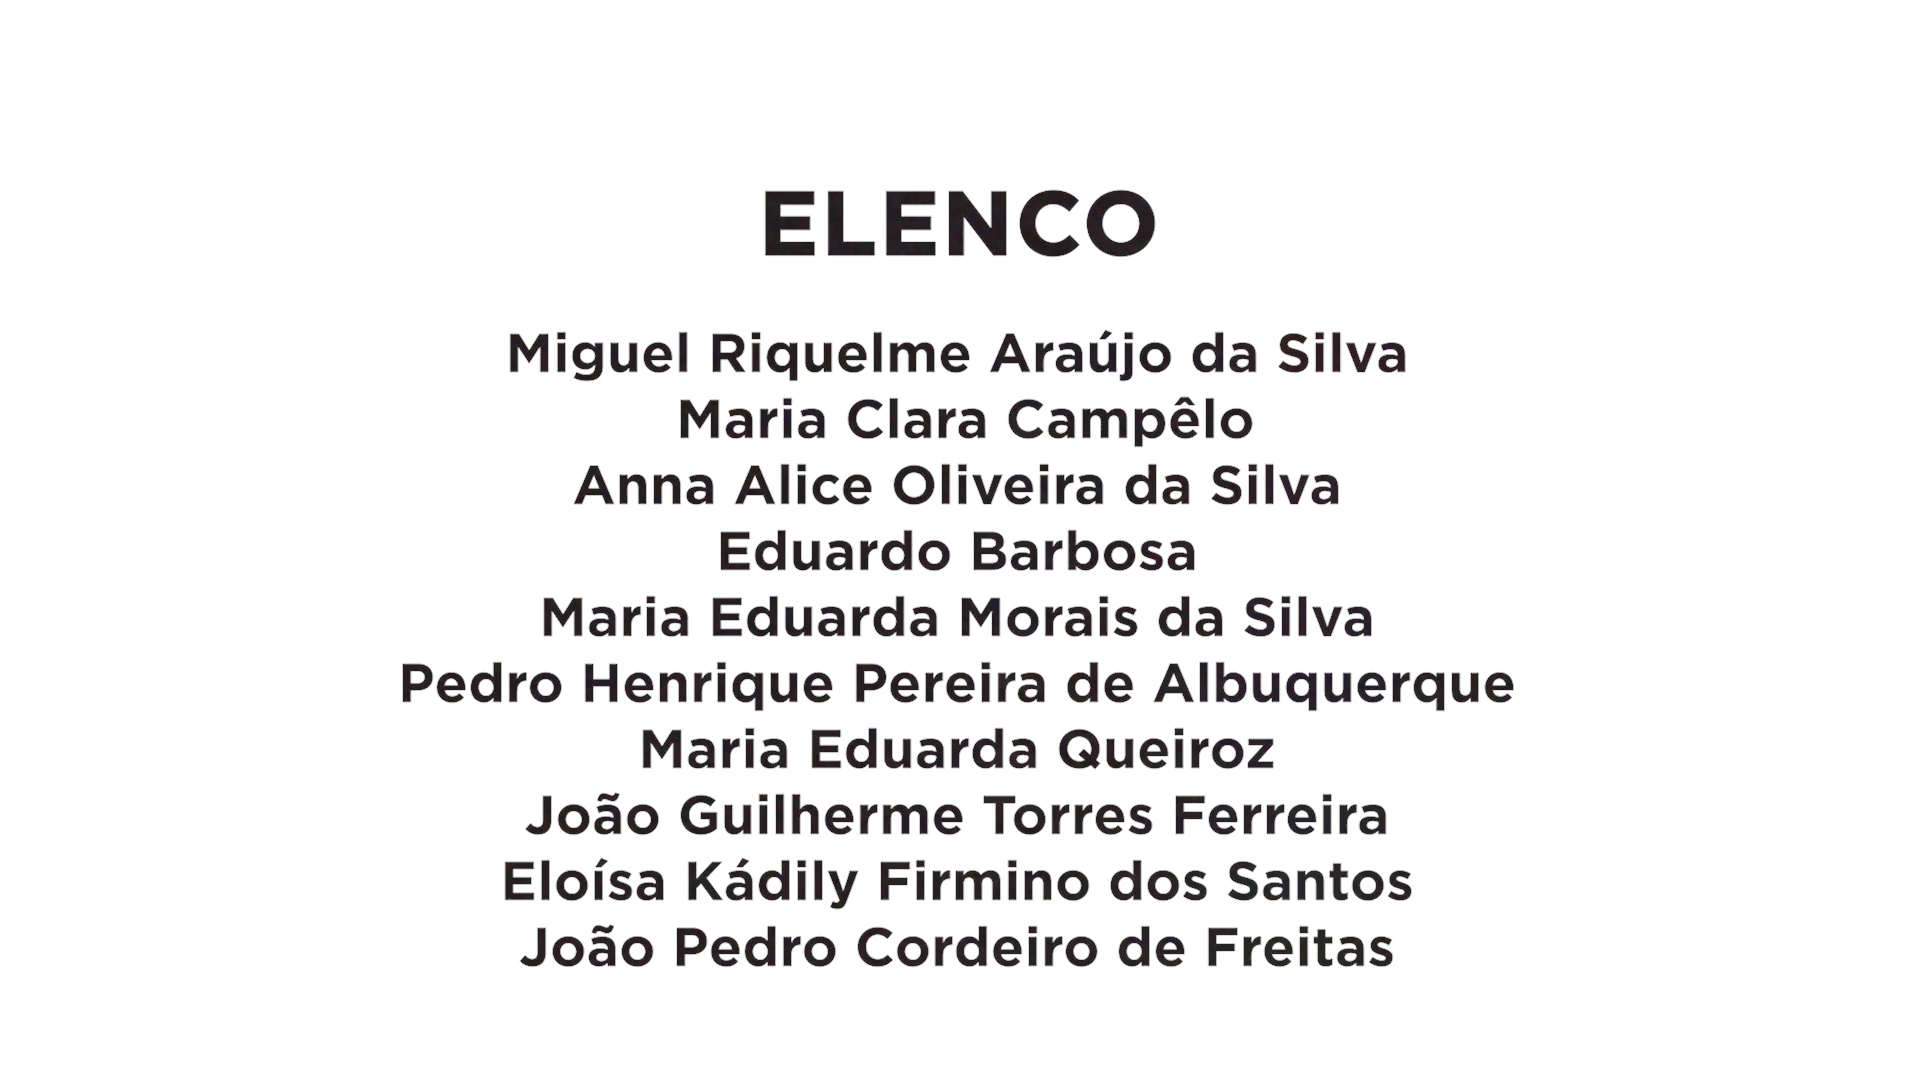 ELENCO
Miguel Riquelme Araújo da Silva
Maria Clara Campêlo
Anna Alice Oliveira da Silva
Eduardo Barbosa
Maria Eduarda Morais da Silva
Pedro Henrique Pereira de Albuquerque
Maria Eduarda Queiroz
João Guilherme Torres Ferreira
Eloísa Kádily Firmino dos Santos
João Pedro Cordeiro de Freitas